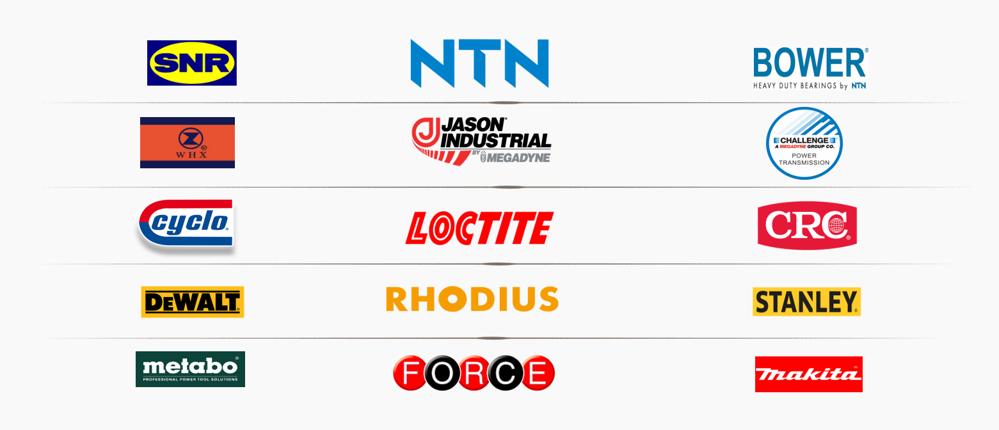 SNR
NTN
BOWER®
HEAVY DUTY BEARINGS by NTN
WHX®
JASON
INDUSTRIAL
BY MEGADYNE
CHALLENGE
A MEGADYNE GROUP CO.
POWER
TRANSMISSION
cyclo®
LOCTITE
CRC®
DEWALT®
RHODIUS
STANLEY®
metabo®
PROFESSIONAL POWER TOOL SOLUTIONS
FORCE
makita